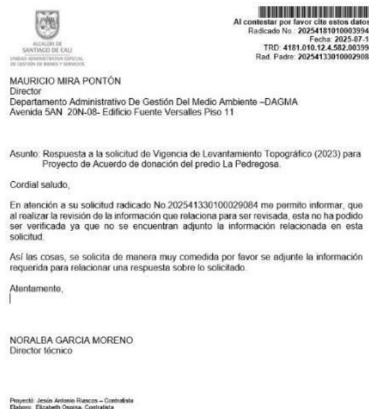 Al contestar por favor cite estos datos
Radicado No.: 202541810100003994
Fecha: 2025-07-1
TRD: 4181.010.12.4.582.00399
Rad. Padre: 20254133010002908
ALCALDÍA DE
SANTIAGO DE CALI
UNIDAD ADMINISTRATIVA ESPECIAL
DE GESTIÓN DE BIENES Y SERVICIOS
MAURICIO MIRA PONTÓN
Director
Departamento Administrativo De Gestión Del Medio Ambiente –DAGMA
Avenida 5AN 20N-08- Edificio Fuente Versalles Piso 11
Asunto: Respuesta a la solicitud de Vigencia de Levantamiento Topográfico (2023) para
Proyecto de Acuerdo de donación del predio La Pedregosa.
Cordial saludo,
En atención a su solicitud radicado No.202541330100029084 me permito informar, que
al realizar la revisión de la información que relaciona para ser revisada, esta no ha podido
ser verificada ya que no se encuentran adjunto la información relacionada en esta
solicitud.
Así las cosas, se solicita de manera muy comedida por favor se adjunte la información
requerida para relacionar una respuesta sobre lo solicitado.
Atentamente,
NORALBA GARCIA MORENO
Director técnico
Proyectó: Jesús Antonio Riascos – Contratista
Elaboró: Elizabeth Ospina, Contratista